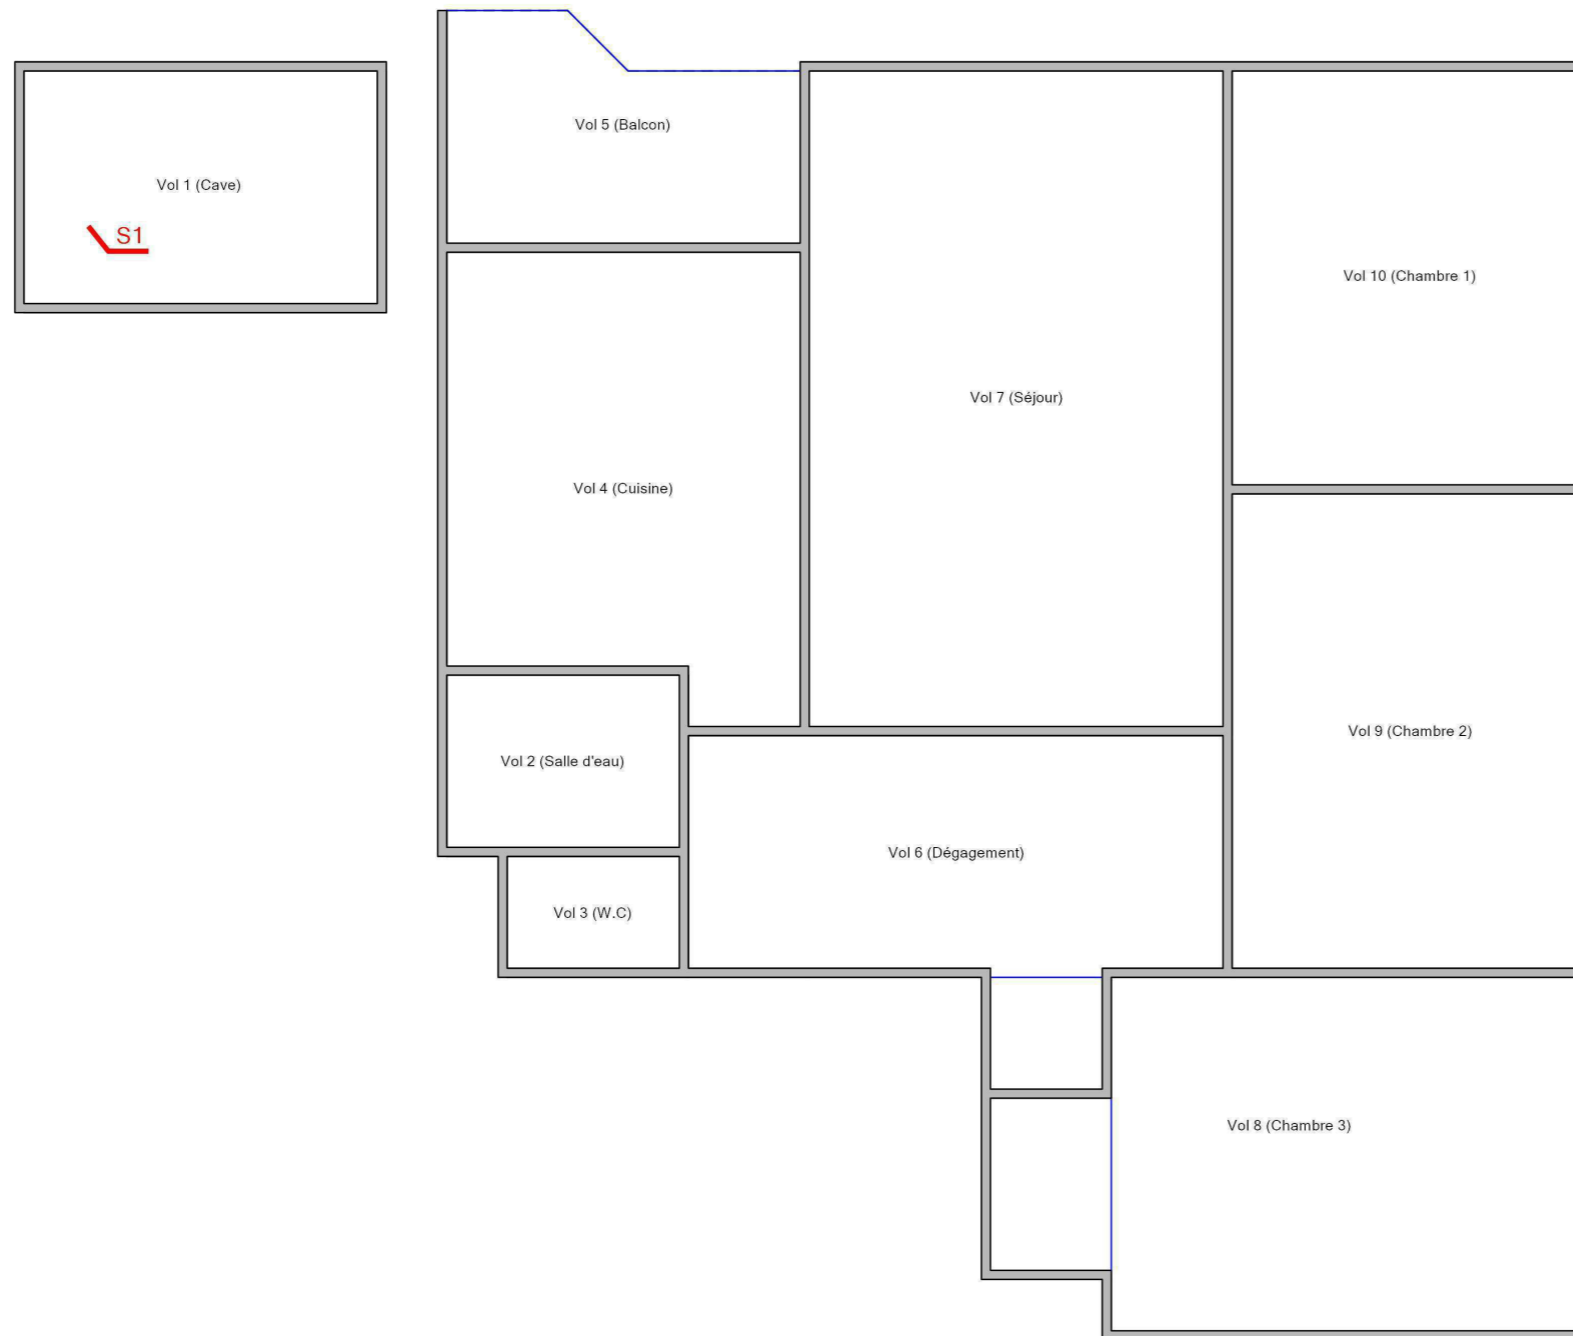 Vol 5 (Balcon)
Vol 1 (Cave)
S1
Vol 10 (Chambre 1)
Vol 7 (Séjour)
Vol 4 (Cuisine)
Vol 9 (Chambre 2)
Vol 2 (Salle d'eau)
Vol 6 (Dégagement)
Vol 3 (W.C)
Vol 8 (Chambre 3)